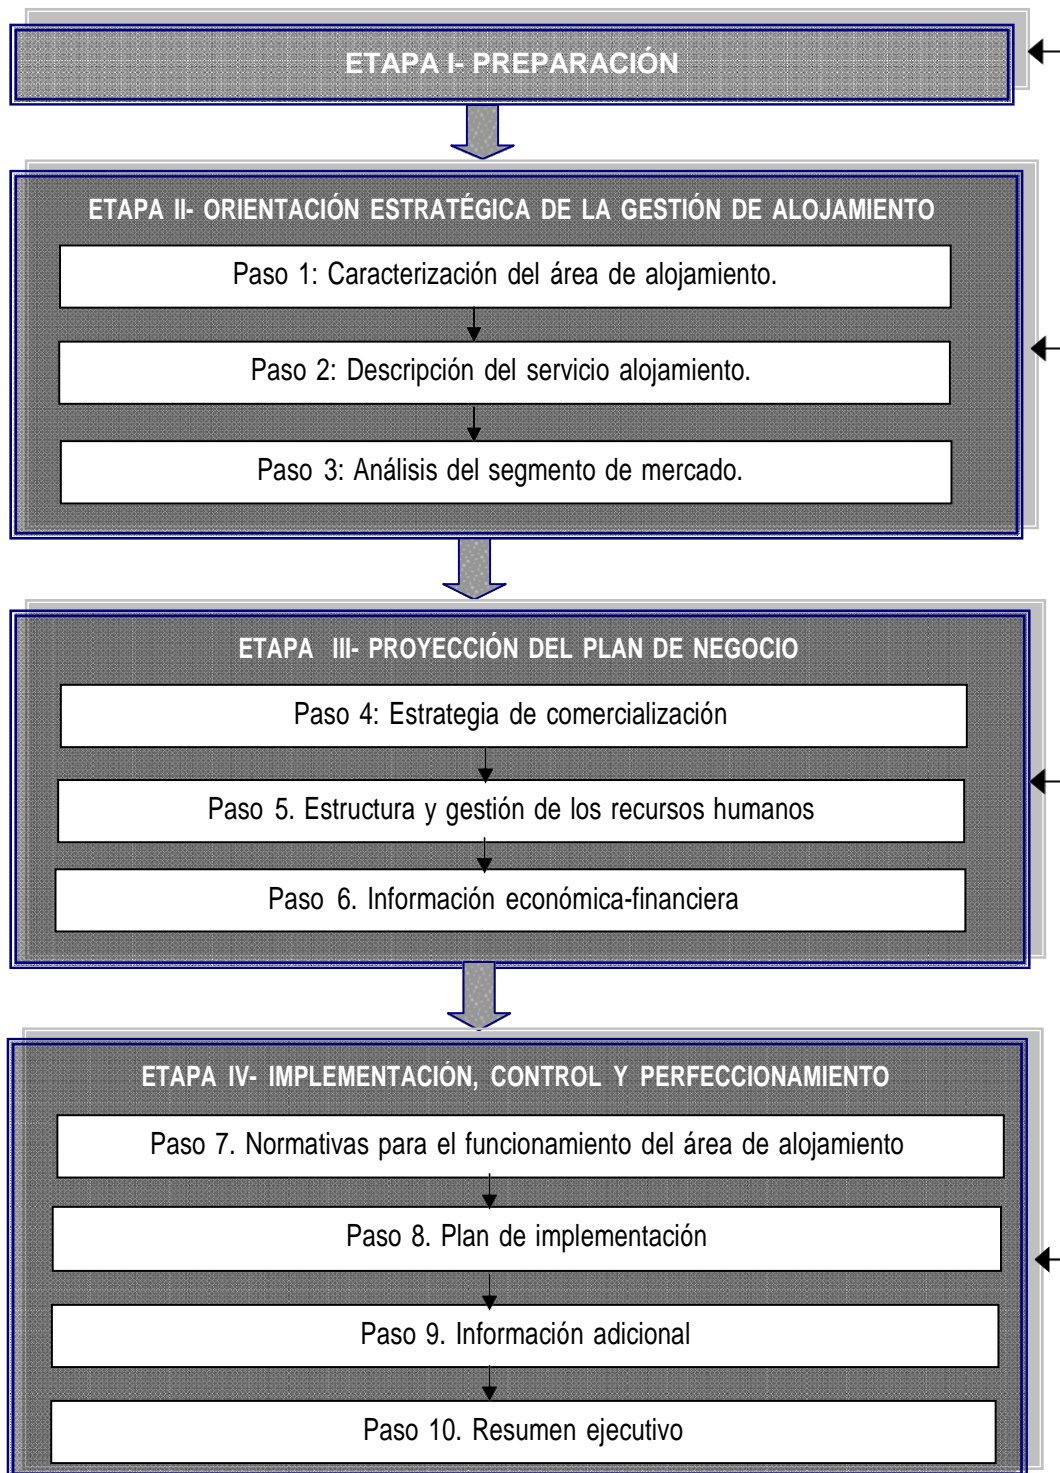 ETAPA I- PREPARACIÓN
ETAPA II- ORIENTACIÓN ESTRATÉGICA DE LA GESTIÓN DE ALOJAMIENTO
Paso 1: Caracterización del área de alojamiento.
Paso 2: Descripción del servicio alojamiento.
Paso 3: Análisis del segmento de mercado.
ETAPA III- PROYECCIÓN DEL PLAN DE NEGOCIO
Paso 4: Estrategia de comercialización
Paso 5. Estructura y gestión de los recursos humanos
Paso 6. Información económica-financiera
ETAPA IV- IMPLEMENTACIÓN, CONTROL Y PERFECCIONAMIENTO
Paso 7. Normativas para el funcionamiento del área de alojamiento
Paso 8. Plan de implementación
Paso 9. Información adicional
Paso 10. Resumen ejecutivo